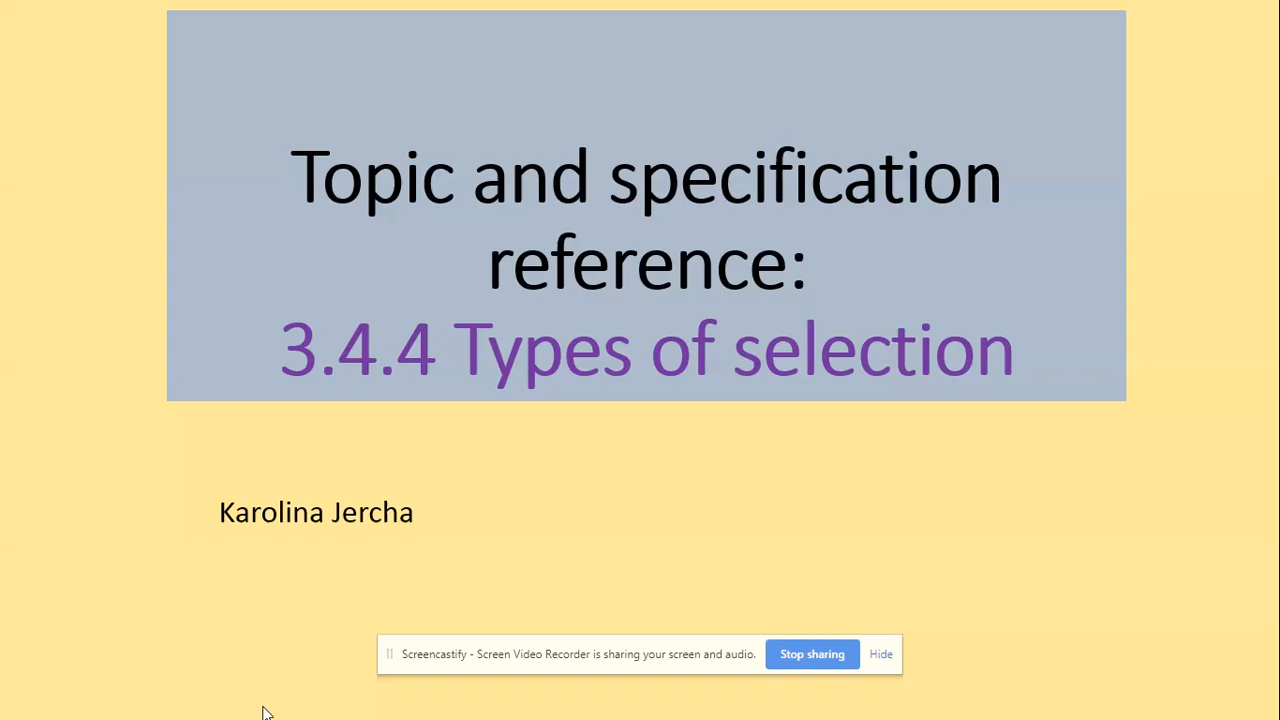 Topic and specification
reference:
3.4.4 Types of selection
Karolina Jercha
Screencastify - Screen Video Recorder is sharing your screen and audio. Stop sharing Hide